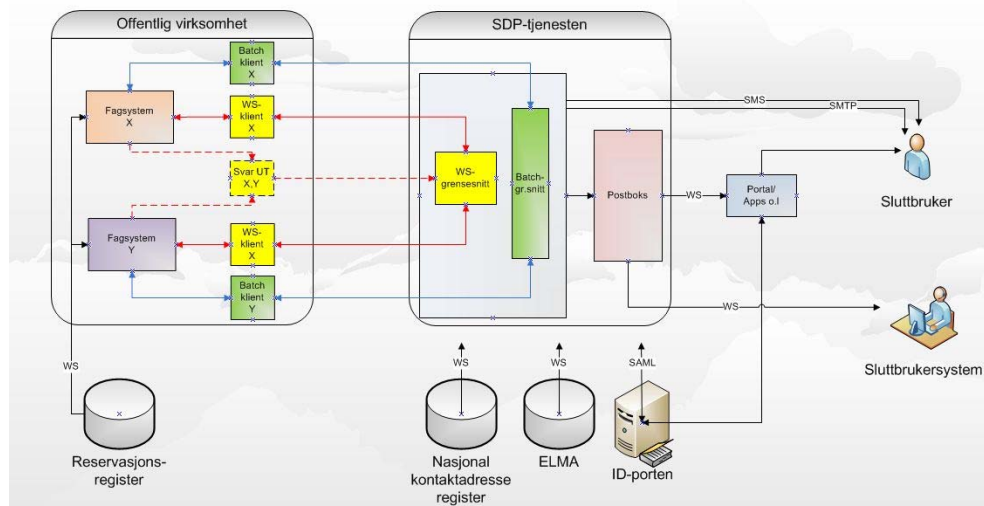 Offentlig virksomhet
SDP-tjenesten
Batch
klient
X
Fagsystem
X
WS-
klient
X
Svar UT
X,Y
Fagsystem
Y
WS-
klient
X
Batch
klient
Y
WS-
grensesnitt
Batch-
gr.snitt
Postboks
WS
Portal/
Apps o.l
SMS
SMTP
Sluttbruker
WS
Sluttbrukersystem
WS
Reservasjons-
register
WS
Nasjonal
kontaktadresse
register
WS
ELMA
SAML
ID-porten